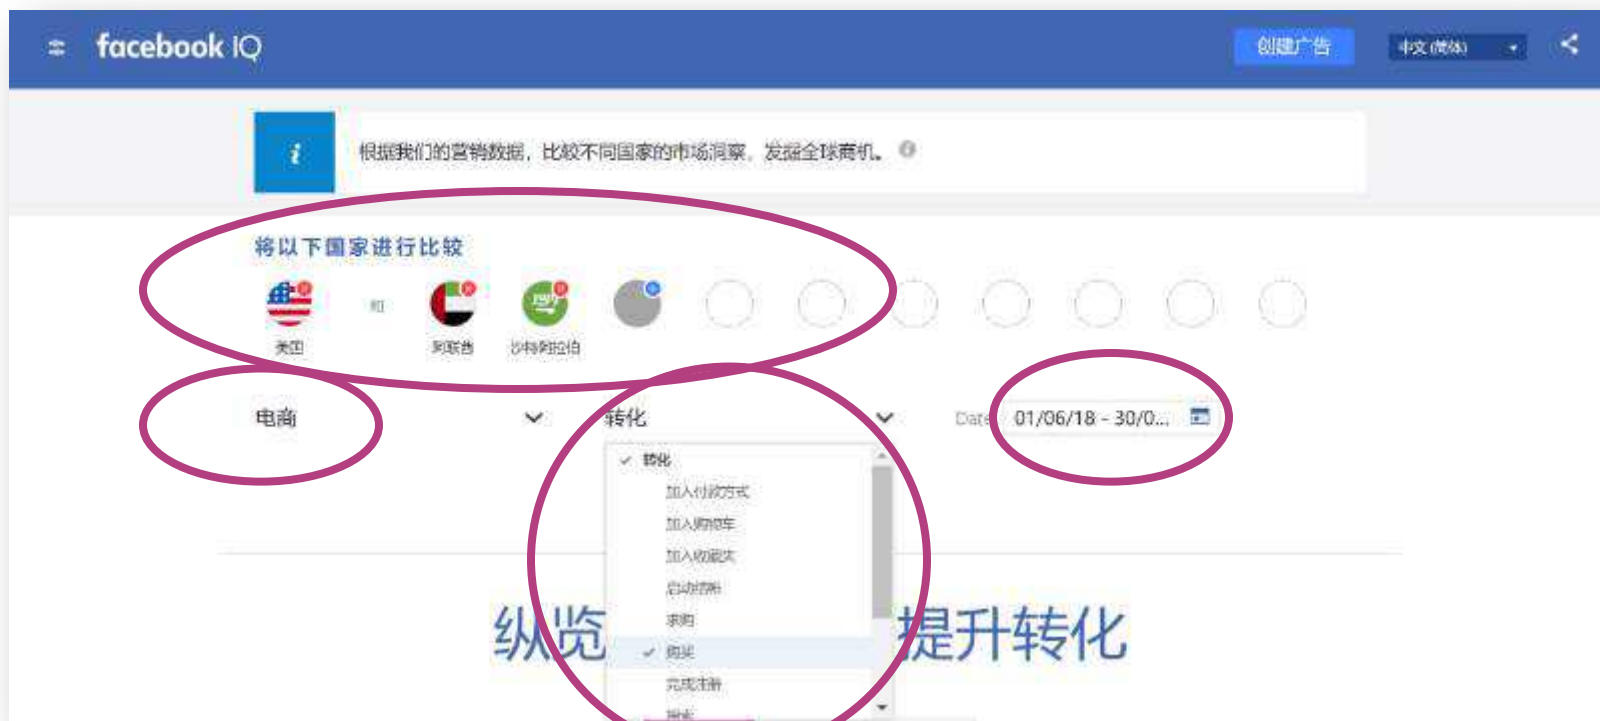 facebook IQ
创建广告
中文 (简体)
根据我们的营销数据，比较不同国家的市场洞察，发掘全球商机。
将以下国家进行比较
和
美国
阿联酋
沙特阿拉伯
电商
转化
Date
01/06/18 - 30/0...
转化
加入付款方式
加入购物车
加入收藏夹
启动结帐
求购
购买
完成注册
搜索
纵览
提升转化